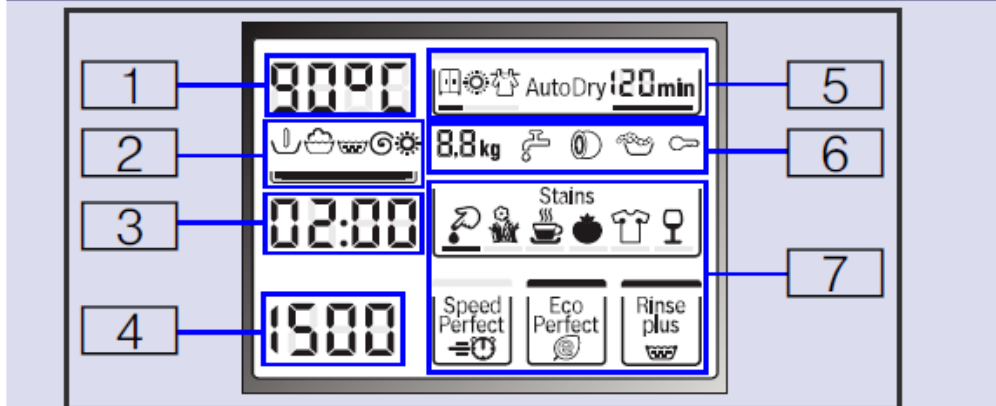 1
90°C
AutoDry 120min
5
2
8.8kg
6
3
02:00
Stains
7
4
1500
Speed
Perfect
Eco
Perfect
Rinse
plus